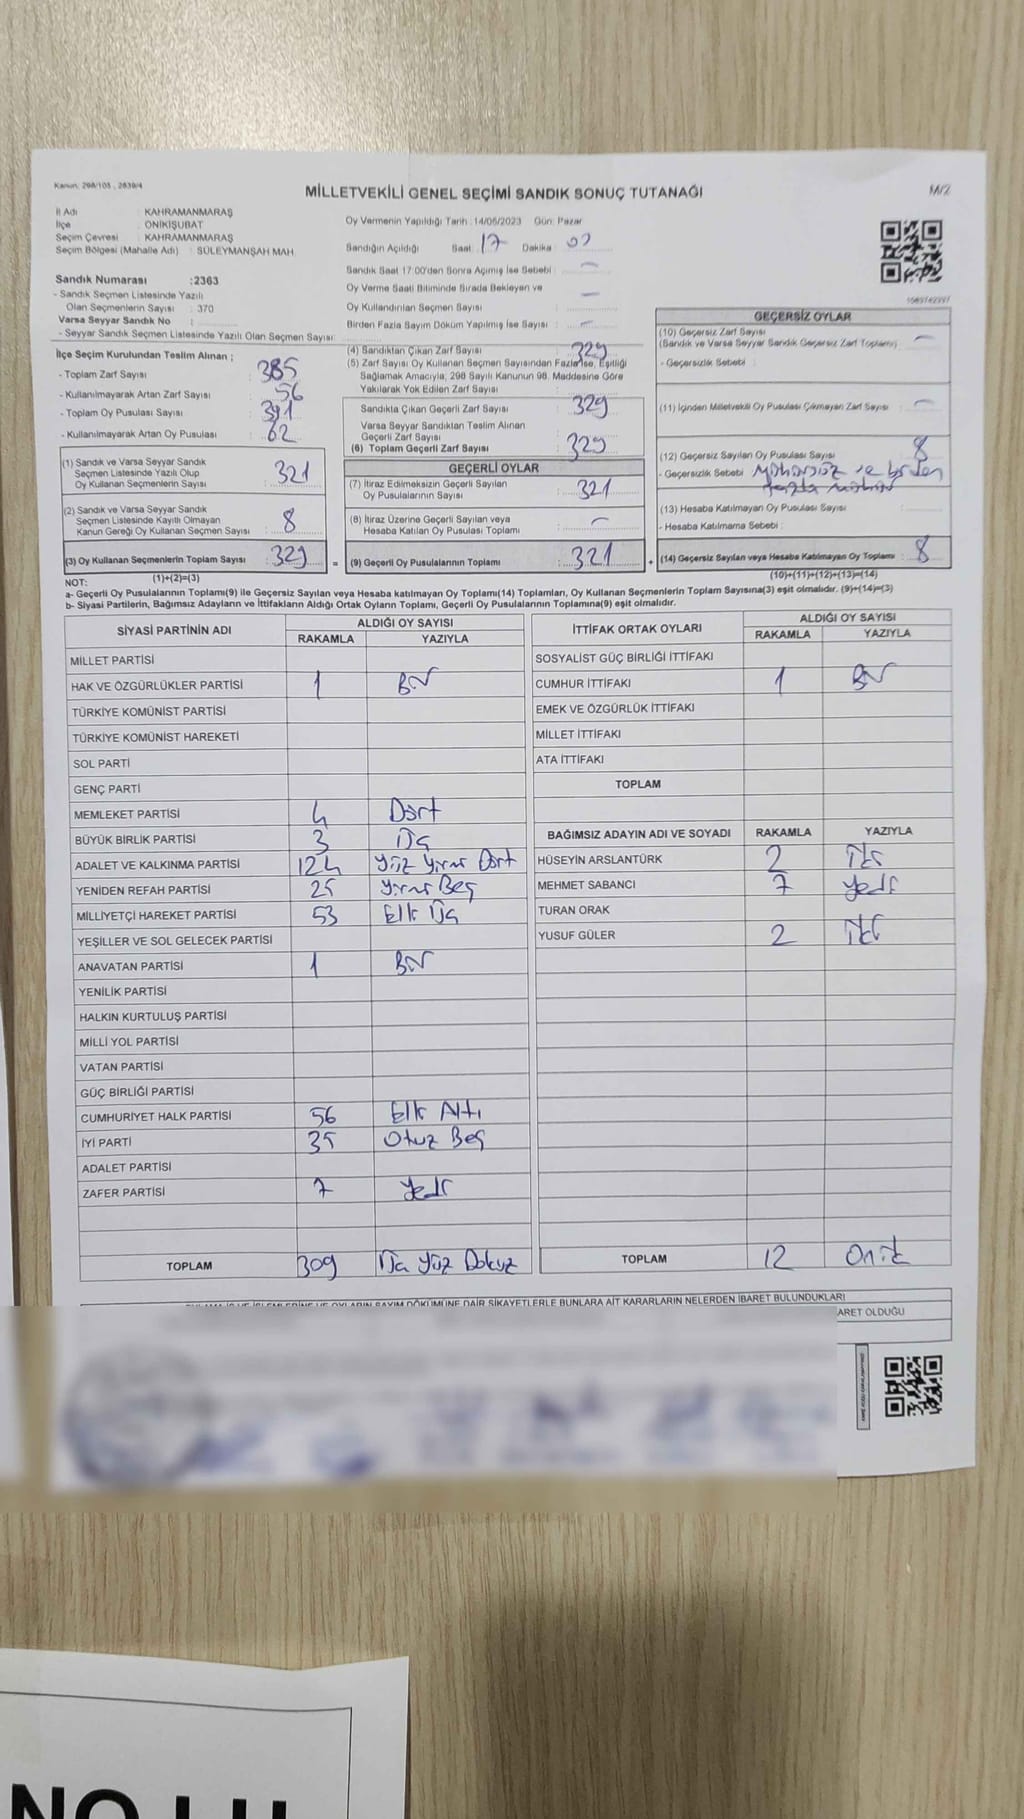 Kanun: 298/105 , 2839/4
MİLLETVEKİLİ GENEL SEÇİMİ SANDIK SONUÇ TUTANAĞI
M/2
İl Adı : KAHRAMANMARAŞ
İlçe : ONİKİŞUBAT
Seçim Çevresi : KAHRAMANMARAŞ
Seçim Bölgesi (Mahalle Adı) : SÜLEYMANŞAH MAH.
Sandık Numarası :2363
- Sandık Seçmen Listesinde Yazılı
Olan Seçmenlerin Sayısı : 370
Varsa Seyyar Sandık No :
- Seyyar Sandık Seçmen Listesinde Yazılı Olan Seçmen Sayısı :
Oy Vermenin Yapıldığı Tarih : 14/05/2023 Gün: Pazar
Sandığın Açıldığı Saat: 17 Dakika : 00
Sandık Saat 17:00'den Sonra Açılmış İse Sebebi : —
Oy Verme Saati Bitiminde Sırada Bekleyen ve
Oy Kullandırılan Seçmen Sayısı : —
Birden Fazla Sayım Döküm Yapılmış İse Sayısı : —
İlçe Seçim Kurulundan Teslim Alınan ;
- Toplam Zarf Sayısı : 385
- Kullanılmayarak Artan Zarf Sayısı : 56
- Toplam Oy Pusulası Sayısı : 391
- Kullanılmayarak Artan Oy Pusulası : 62
(1) Sandık ve Varsa Seyyar Sandık
Seçmen Listesinde Yazılı Olup
Oy Kullanan Seçmenlerin Sayısı : 321
(2) Sandık ve Varsa Seyyar Sandık
Seçmen Listesinde Kayıtlı Olmayan
Kanun Gereği Oy Kullanan Seçmen Sayısı : 8
(3) Oy Kullanan Seçmenlerin Toplam Sayısı : 329
(1)+(2)=(3)
(4) Sandıktan Çıkan Zarf Sayısı : 329
(5) Zarf Sayısı Oy Kullanan Seçmen Sayısından Fazla İse, Eşitliği
Sağlamak Amacıyla, 298 Sayılı Kanunun 98. Maddesine Göre
Yakılarak Yok Edilen Zarf Sayısı :
Sandıkta Çıkan Geçerli Zarf Sayısı : 329
Varsa Seyyar Sandıktan Teslim Alınan
Geçerli Zarf Sayısı :
(6) Toplam Geçerli Zarf Sayısı : 329
GEÇERLİ OYLAR
(7) İtiraz Edilmeksizin Geçerli Sayılan
Oy Pusulalarının Sayısı : 321
(8) İtiraz Üzerine Geçerli Sayılan veya
Hesaba Katılan Oy Pusulası Toplamı : —
= (9) Geçerli Oy Pusulalarının Toplamı : 321 +
GEÇERSİZ OYLAR
(10) Geçersiz Zarf Sayısı
(Sandık ve Varsa Seyyar Sandık Geçersiz Zarf Toplamı) : —
- Geçersizlik Sebebi :
(11) İçinden Milletvekili Oy Pusulası Çıkmayan Zarf Sayısı : —
(12) Geçersiz Sayılan Oy Pusulası Sayısı : 8
- Geçersizlik Sebebi : Mühürsüz ve birden
fazla mühür
(13) Hesaba Katılmayan Oy Pusulası Sayısı :
- Hesaba Katılmama Sebebi :
(14) Geçersiz Sayılan veya Hesaba Katılmayan Oy Toplamı : 8
(10)+(11)+(12)+(13)=(14)
NOT:
a- Geçerli Oy Pusulalarının Toplamı(9) ile Geçersiz Sayılan veya Hesaba katılmayan Oy Toplamı(14) Toplamları, Oy Kullanan Seçmenlerin Toplam Sayısına(3) eşit olmalıdır. (9)+(14)=(3)
b- Siyasi Partilerin, Bağımsız Adayların ve İttifakların Aldığı Ortak Oyların Toplamı, Geçerli Oy Pusulalarının Toplamına(9) eşit olmalıdır.
SİYASİ PARTİNİN ADI ALDIĞI OY SAYISI
RAKAMLA YAZIYLA
MİLLET PARTİSİ
HAK VE ÖZGÜRLÜKLER PARTİSİ 1 Bir
TÜRKİYE KOMÜNİST PARTİSİ
TÜRKİYE KOMÜNİST HAREKETİ
SOL PARTİ
GENÇ PARTİ
MEMLEKET PARTİSİ 4 Dört
BÜYÜK BİRLİK PARTİSİ 3 Üç
ADALET VE KALKINMA PARTİSİ 124 Yüz Yirmi Dört
YENİDEN REFAH PARTİSİ 25 Yirmi Beş
MİLLİYETÇİ HAREKET PARTİSİ 53 Elli Üç
YEŞİLLER VE SOL GELECEK PARTİSİ
ANAVATAN PARTİSİ 1 Bir
YENİLİK PARTİSİ
HALKIN KURTULUŞ PARTİSİ
MİLLİ YOL PARTİSİ
VATAN PARTİSİ
GÜÇ BİRLİĞİ PARTİSİ
CUMHURİYET HALK PARTİSİ 56 Elli Altı
İYİ PARTİ 35 Otuz Beş
ADALET PARTİSİ
ZAFER PARTİSİ 7 Yedi
TOPLAM 309 Üç Yüz Dokuz
İTTİFAK ORTAK OYLARI ALDIĞI OY SAYISI
RAKAMLA YAZIYLA
SOSYALİST GÜÇ BİRLİĞİ İTTİFAKI
CUMHUR İTTİFAKI 1 Bir
EMEK VE ÖZGÜRLÜK İTTİFAKI
MİLLET İTTİFAKI
ATA İTTİFAKI
TOPLAM
BAĞIMSIZ ADAYIN ADI VE SOYADI RAKAMLA YAZIYLA
HÜSEYİN ARSLANTÜRK 2 İki
MEHMET SABANCI 7 Yedi
TURAN ORAK
YUSUF GÜLER 2 İki
TOPLAM 12 Oniki
OYLARIN SAYIM DÖKÜMÜNE DAİR ŞİKAYETLERLE BUNLARA AİT KARARLARIN NELERDEN İBARET BULUNDUKLARI
ARET OLDUĞU